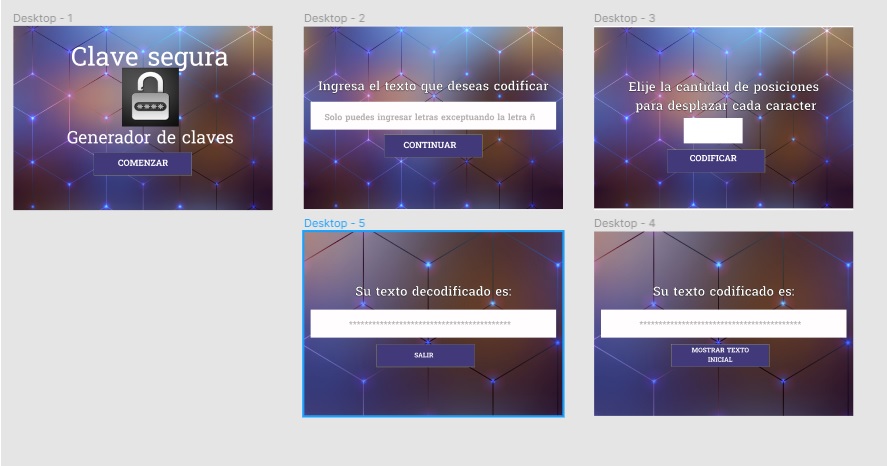 Desktop - 1
Clave segura
****
Generador de claves
COMENZAR
Desktop - 2
Ingresa el texto que deseas codificar
Solo puedes ingresar letras exceptuando la letra ñ
CONTINUAR
Desktop - 3
Elije la cantidad de posiciones
para desplazar cada caracter
CODIFICAR
Desktop - 5
Su texto decodificado es:
******************************************
SALIR
Desktop - 4
Su texto codificado es:
******************************************
MOSTRAR TEXTO
INICIAL